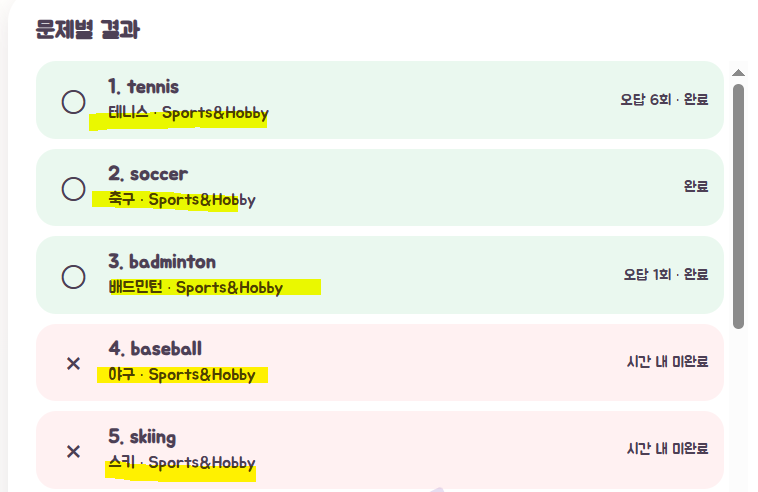 문제별 결과
1. tennis
테니스 · Sports&Hobby
오답 6회 · 완료
2. soccer
축구 · Sports&Hobby
완료
3. badminton
배드민턴 · Sports&Hobby
오답 1회 · 완료
4. baseball
야구 · Sports&Hobby
시간 내 미완료
5. skiing
스키 · Sports&Hobby
시간 내 미완료